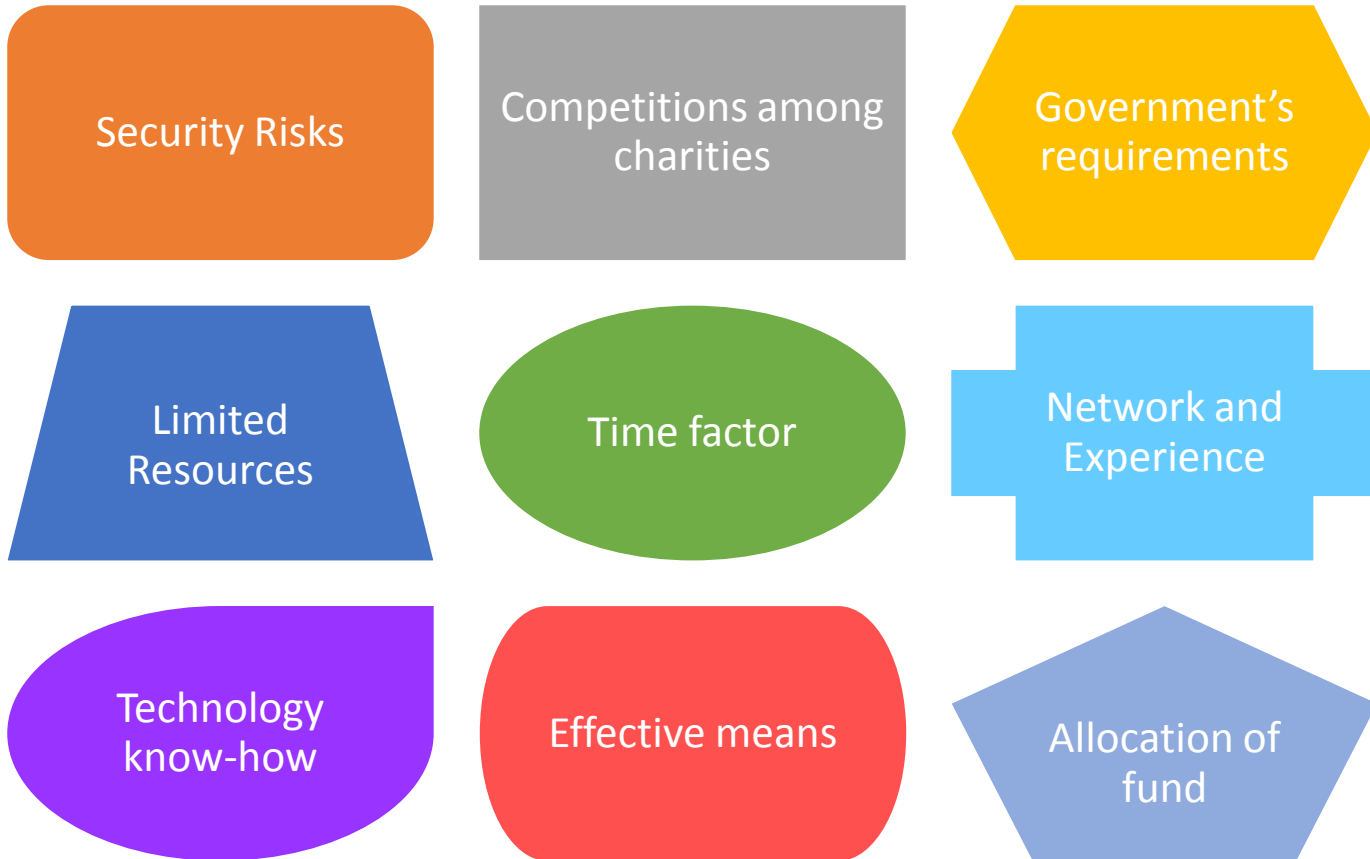 Security Risks
Competitions among
charities
Government’s
requirements
Limited
Resources
Time factor
Network and
Experience
Technology
know-how
Effective means
Allocation of
fund